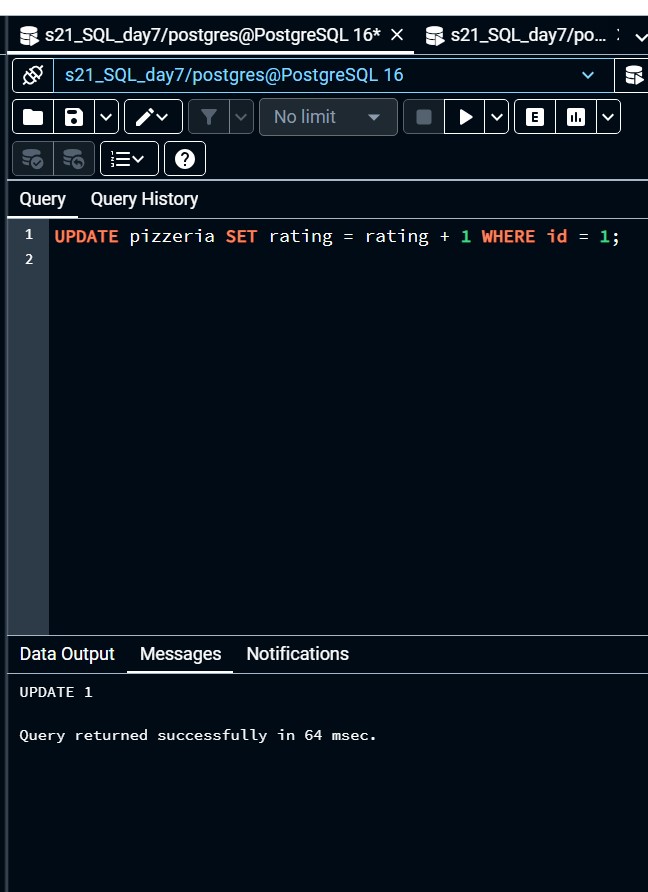 s21_SQL_day7/postgres@PostgreSQL 16*
s21_SQL_day7/po...
s21_SQL_day7/postgres@PostgreSQL 16
No limit
E
Query Query History
1 UPDATE pizzeria SET rating = rating + 1 WHERE id = 1;
2
Data Output Messages Notifications
UPDATE 1
Query returned successfully in 64 msec.